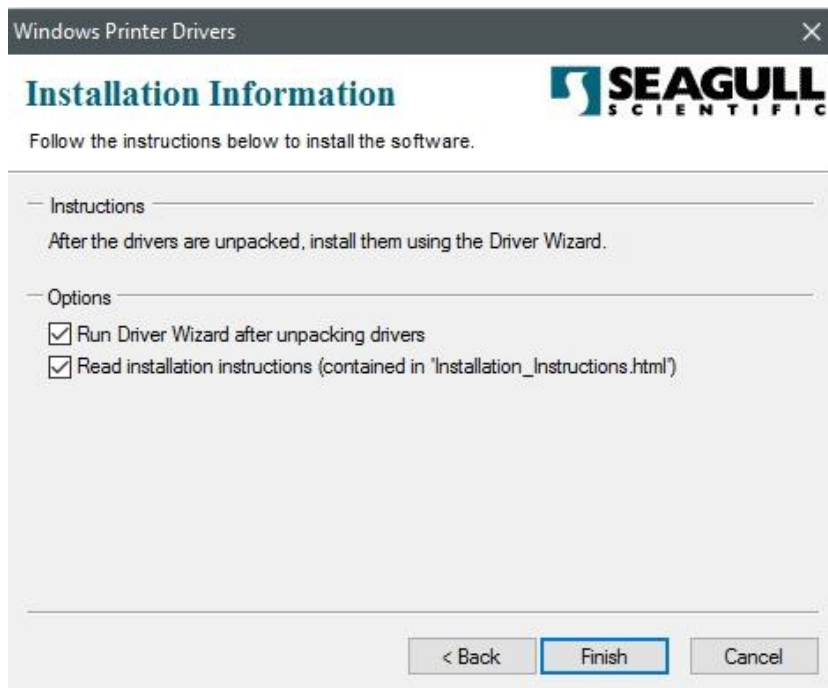 Windows Printer Drivers
Installation Information
SEAGULL
SCIENTIFIC
Follow the instructions below to install the software.
Instructions
After the drivers are unpacked, install them using the Driver Wizard.
Options
Run Driver Wizard after unpacking drivers
Read installation instructions (contained in 'Installation_Instructions.html')
< Back Finish Cancel